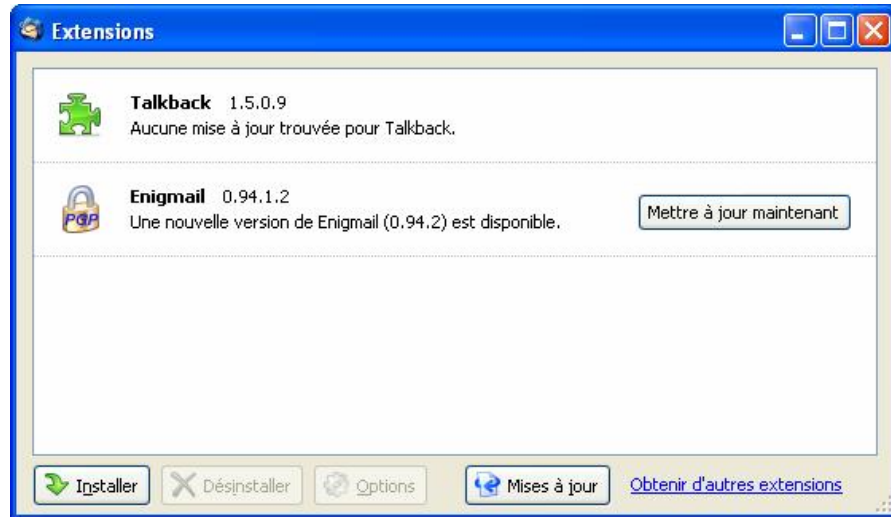 Extensions
Talkback 1.5.0.9
Aucune mise à jour trouvée pour Talkback.
PGP
Enigmail 0.94.1.2
Une nouvelle version de Enigmail (0.94.2) est disponible.
Mettre à jour maintenant
Installer
Désinstaller
Options
Mises à jour
Obtenir d'autres extensions